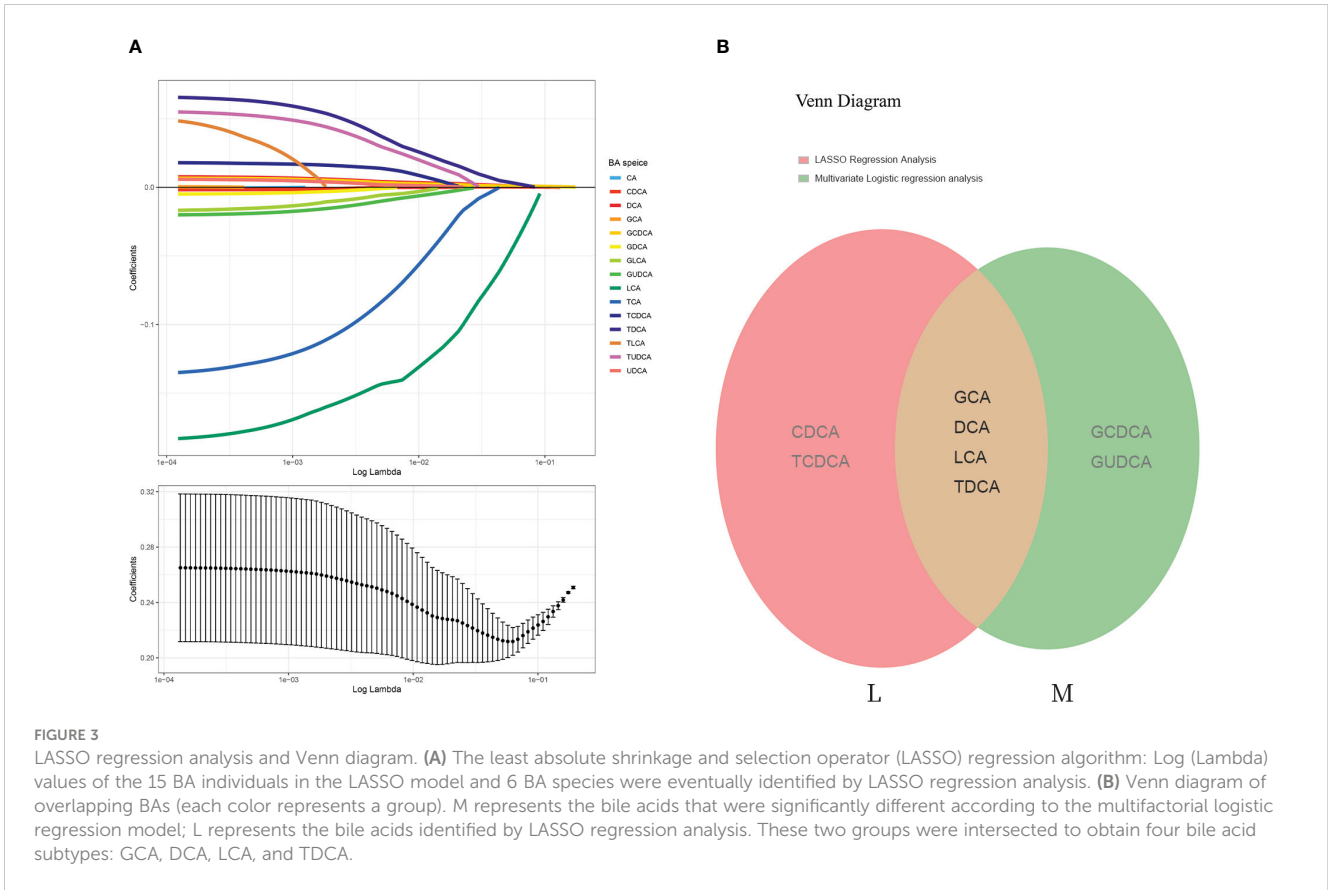 A
0.0
−0.1
Coefficients
1e−04
1e−03
1e−02
1e−01
Log Lambda
BA speice
CA
CDCA
DCA
GCA
GCDCA
GDCA
GLCA
GUDCA
LCA
TCA
TCDCA
TDCA
TLCA
TUDCA
UDCA
0.32
0.28
0.24
0.20
Coefficients
1e−04
1e−03
1e−02
1e−01
Log Lambda
B
Venn Diagram
LASSO Regression Analysis
Multivariate Logistic regression analysis
CDCA
TCDCA
GCA
DCA
LCA
TDCA
GCDCA
GUDCA
L
M
FIGURE 3
LASSO regression analysis and Venn diagram. (A) The least absolute shrinkage and selection operator (LASSO) regression algorithm: Log (Lambda)
values of the 15 BA individuals in the LASSO model and 6 BA species were eventually identified by LASSO regression analysis. (B) Venn diagram of
overlapping BAs (each color represents a group). M represents the bile acids that were significantly different according to the multifactorial logistic
regression model; L represents the bile acids identified by LASSO regression analysis. These two groups were intersected to obtain four bile acid
subtypes: GCA, DCA, LCA, and TDCA.